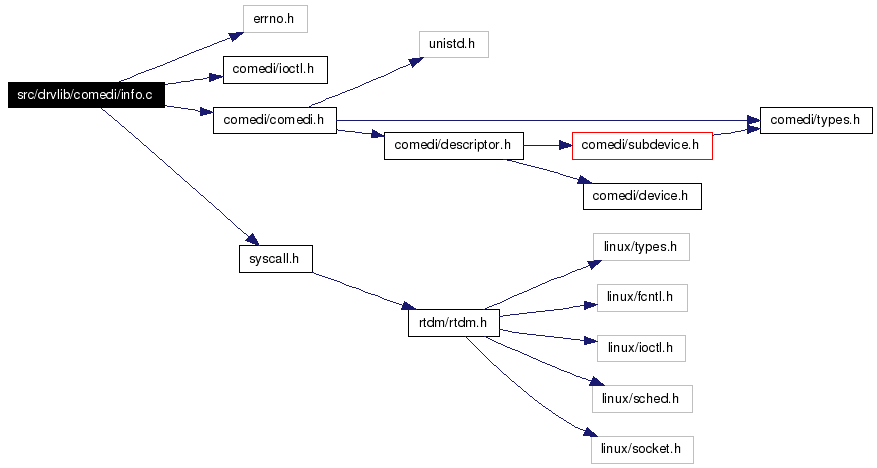 errno.h
unistd.h
comedi/ioctl.h
src/drvlib/comedi/info.c
comedi/comedi.h
comedi/types.h
comedi/descriptor.h
comedi/subdevice.h
comedi/device.h
syscall.h
linux/types.h
linux/fcntl.h
rtdm/rtdm.h
linux/ioctl.h
linux/sched.h
linux/socket.h